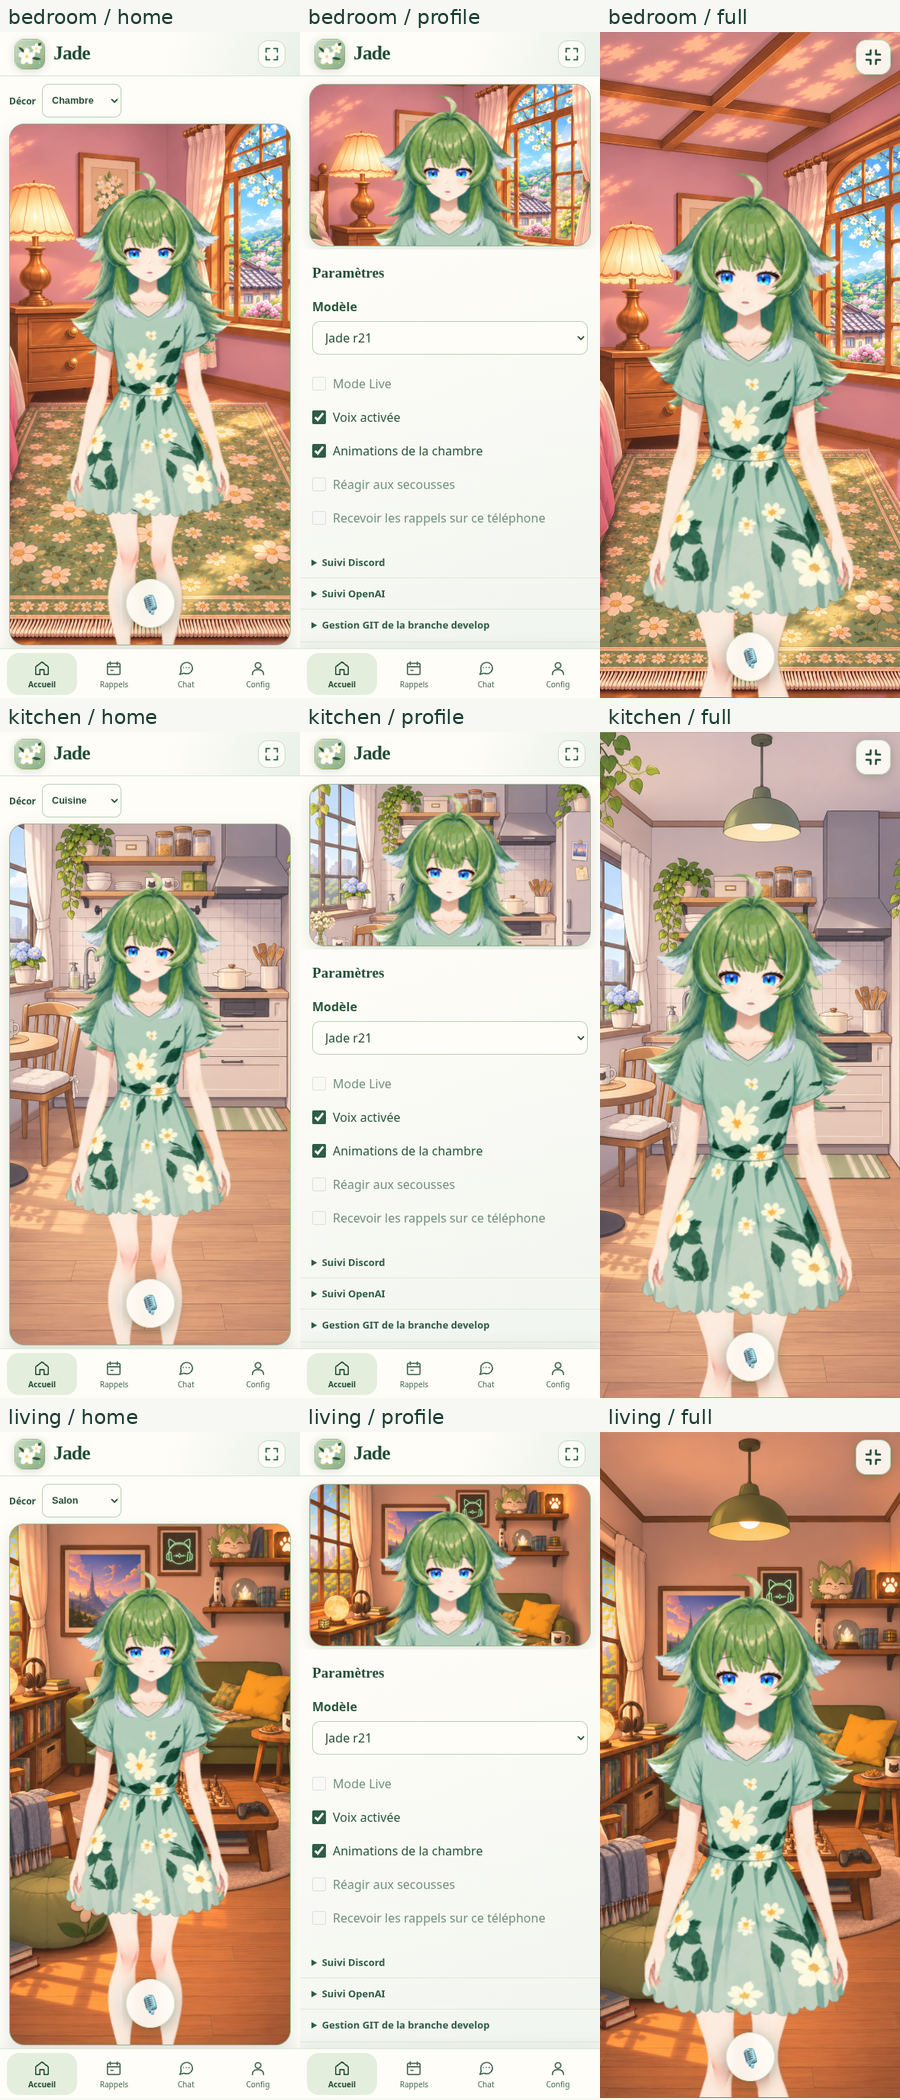 bedroom / home
Jade
Décor Chambre
Accueil Rappels Chat Config
bedroom / profile
Jade
Paramètres
Modèle
Jade r21
Mode Live
Voix activée
Animations de la chambre
Réagir aux secousses
Recevoir les rappels sur ce téléphone
Suivi Discord
Suivi OpenAI
Gestion GIT de la branche develop
Accueil Rappels Chat Config
bedroom / full
kitchen / home
Jade
Décor Cuisine
Accueil Rappels Chat Config
kitchen / profile
Jade
Paramètres
Modèle
Jade r21
Mode Live
Voix activée
Animations de la chambre
Réagir aux secousses
Recevoir les rappels sur ce téléphone
Suivi Discord
Suivi OpenAI
Gestion GIT de la branche develop
Accueil Rappels Chat Config
kitchen / full
living / home
Jade
Décor Salon
Accueil Rappels Chat Config
living / profile
Jade
Paramètres
Modèle
Jade r21
Mode Live
Voix activée
Animations de la chambre
Réagir aux secousses
Recevoir les rappels sur ce téléphone
Suivi Discord
Suivi OpenAI
Gestion GIT de la branche develop
Accueil Rappels Chat Config
living / full